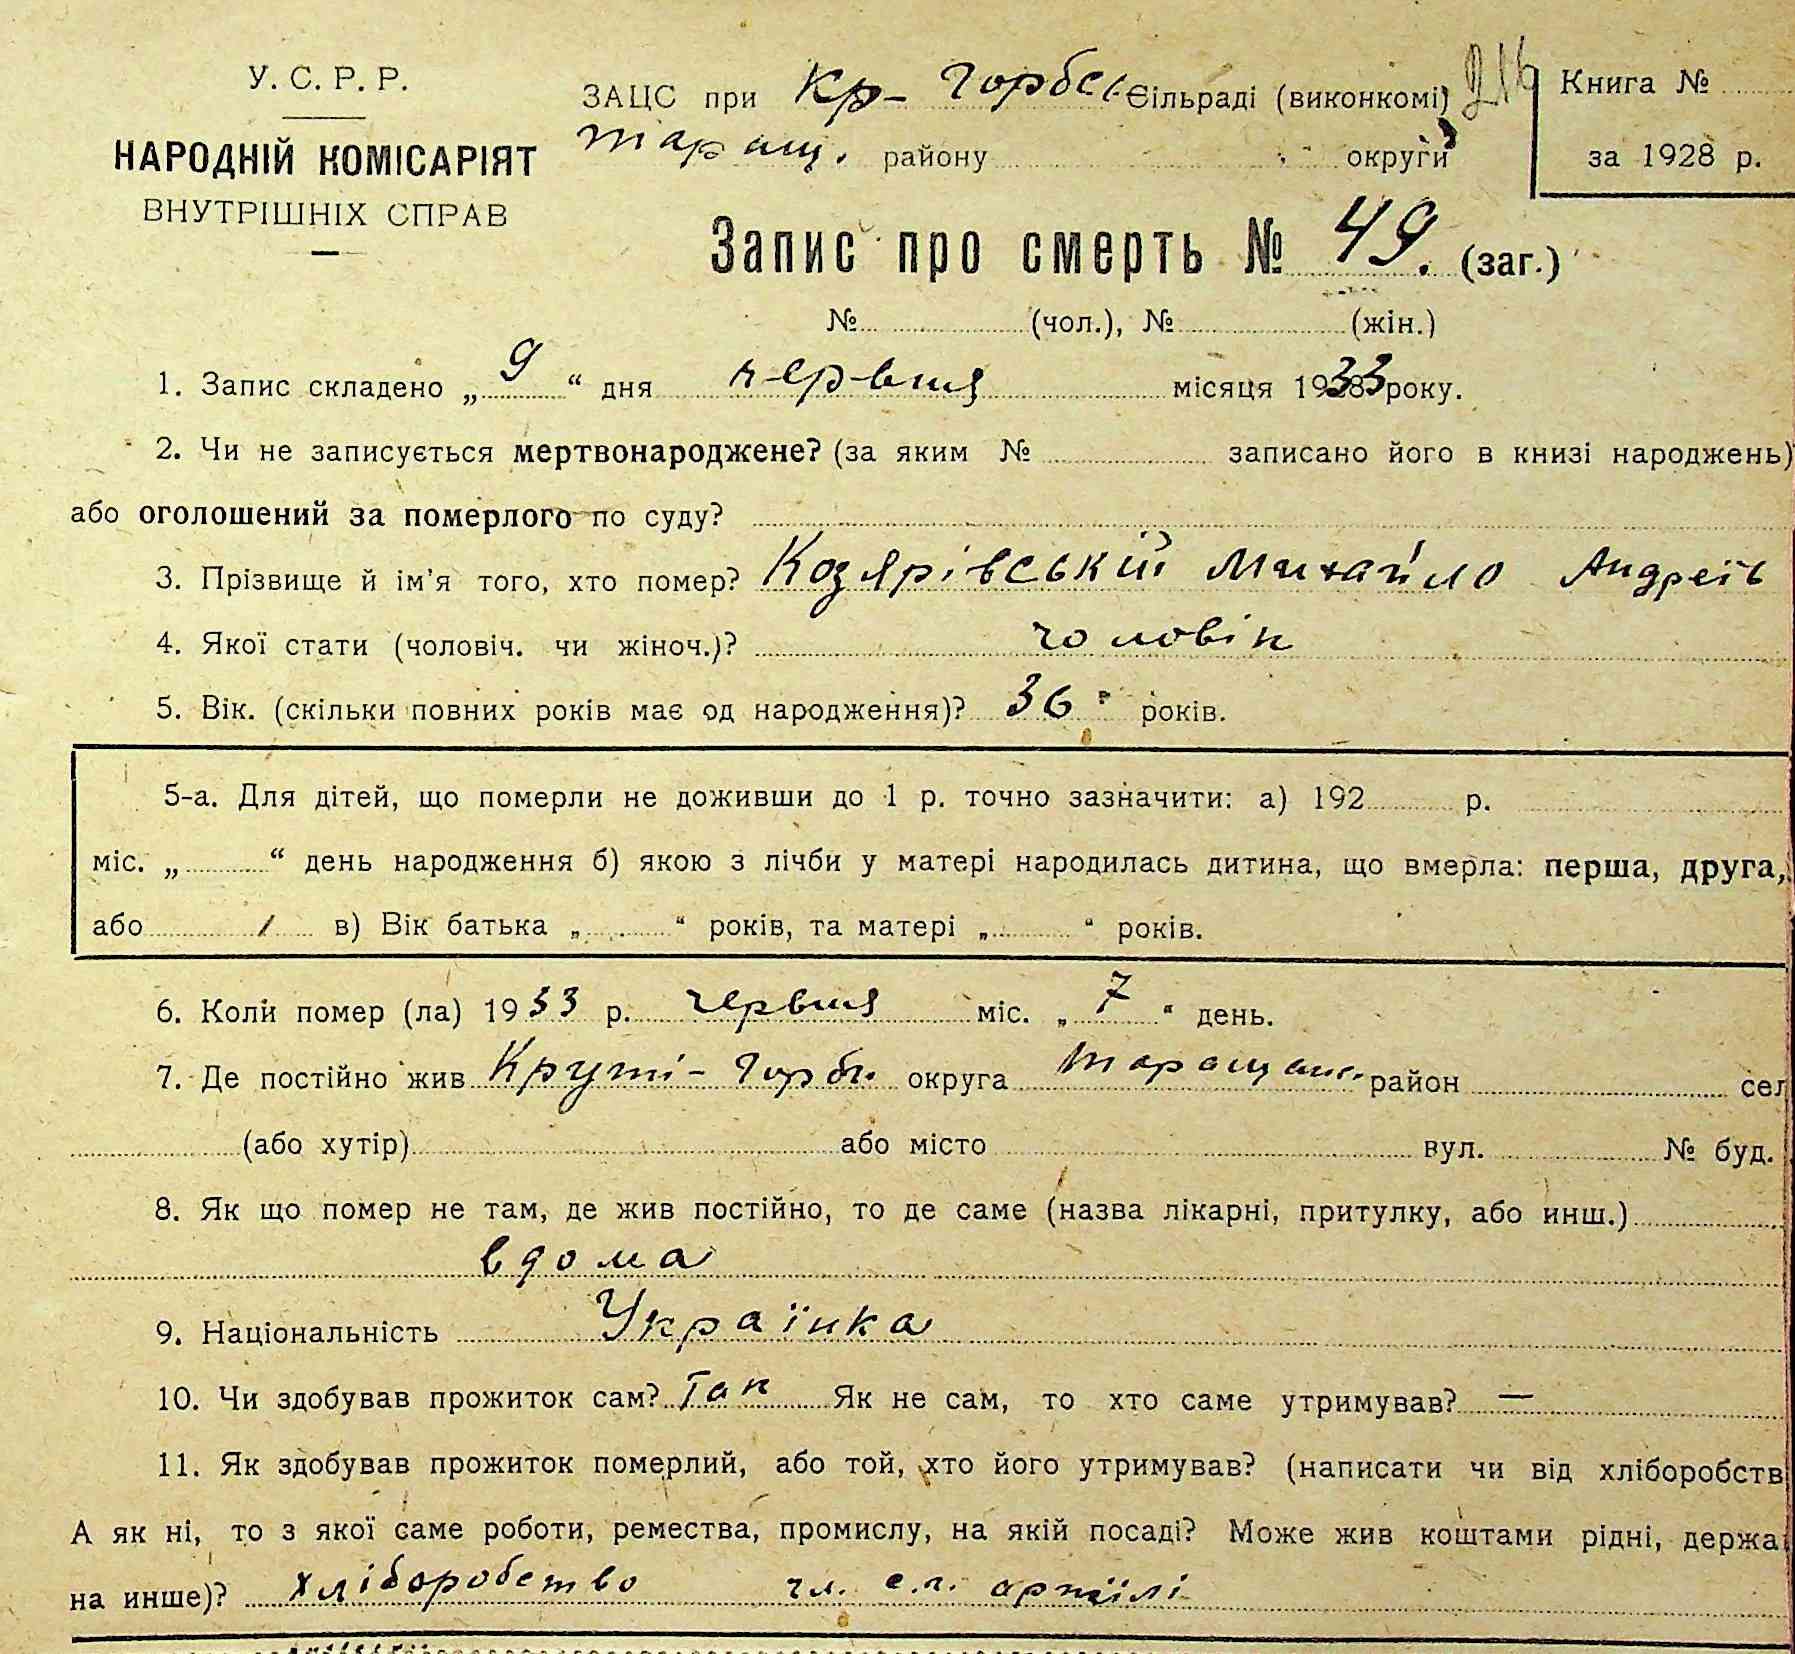 У. С. Р. Р.
НАРОДНІЙ КОМІСАРІЯТ
ВНУТРІШНІХ СПРАВ
ЗАЦС при Кр- Горбсь Сільраді (виконкомі)
Таращ. району округи
216
Книга №
за 1928 р.
Запис про смерть № 49. (заг.)
№ (чол.), № (жін.)
1. Запис складено „ 9 “ дня червня місяця 1933 року.
2. Чи не записується мертвонароджене? (за яким № записано його в книзі народжень)
або оголошений за померлого по суду?
3. Прізвище й ім'я того, хто помер? Козярівський Михайло Андреїв
4. Якої стати (чоловіч. чи жіноч.)? чоловік
5. Вік. (скільки повних років має од народження)? 36 років.
5-а. Для дітей, що померли не доживши до 1 р. точно зазначити: а) 192 р.
міс. „ “ день народження б) якою з лічби у матері народилась дитина, що вмерла: перша, друга,
або в) Вік батька „ “ років, та матері „ “ років.
6. Коли помер (ла) 1933 р. червня міс. „ 7 “ день.
7. Де постійно жив Круті-Горби округа Таращанс. район сел
(або хутір) або місто вул. № буд.
8. Як що помер не там, де жив постійно, то де саме (назва лікарні, притулку, або инш.)
вдома
9. Національність Українка
10. Чи здобував прожиток сам? Так Як не сам, то хто саме утримував? —
11. Як здобував прожиток померлий, або той, хто його утримував? (написати чи від хліборобств
А як ні, то з якої саме роботи, ремества, промислу, на якій посаді? Може жив коштами рідні, держа
на инше)? хліборобство чл. с.г. артілі